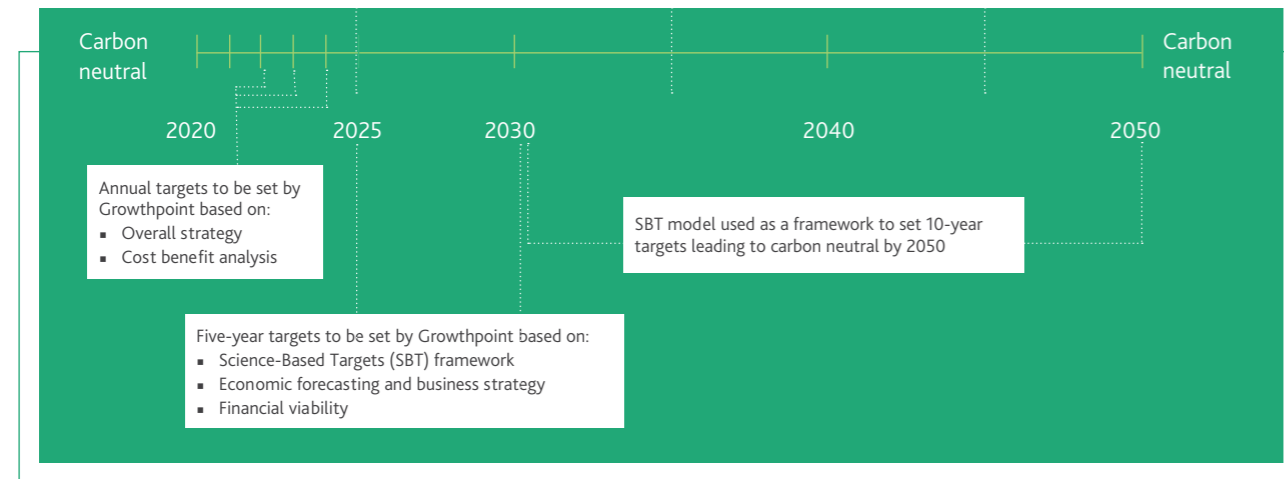 Carbon
neutral
Carbon
neutral
2020
2025
2030
2040
2050
Annual targets to be set by
Growthpoint based on:
▪ Overall strategy
▪ Cost benefit analysis
SBT model used as a framework to set 10-year
targets leading to carbon neutral by 2050
Five-year targets to be set by Growthpoint based on:
▪ Science-Based Targets (SBT) framework
▪ Economic forecasting and business strategy
▪ Financial viability